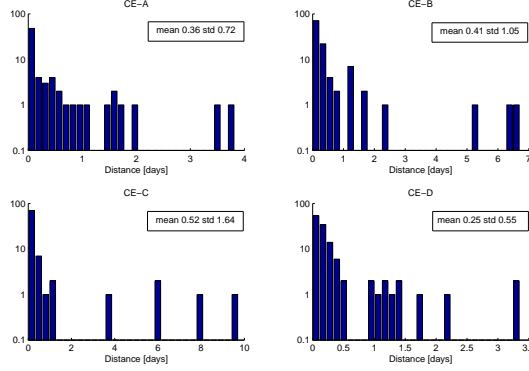 CE−A
mean 0.36 std 0.72
100
10
1
0.1
0 1 2 3 4
Distance [days]
CE−B
mean 0.41 std 1.05
100
10
1
0.1
0 1 2 3 4 5 6 7
Distance [days]
CE−C
mean 0.52 std 1.64
100
10
1
0.1
0 2 4 6 8 10
Distance [days]
CE−D
mean 0.25 std 0.55
100
10
1
0.1
0 0.5 1 1.5 2 2.5 3
Distance [days]